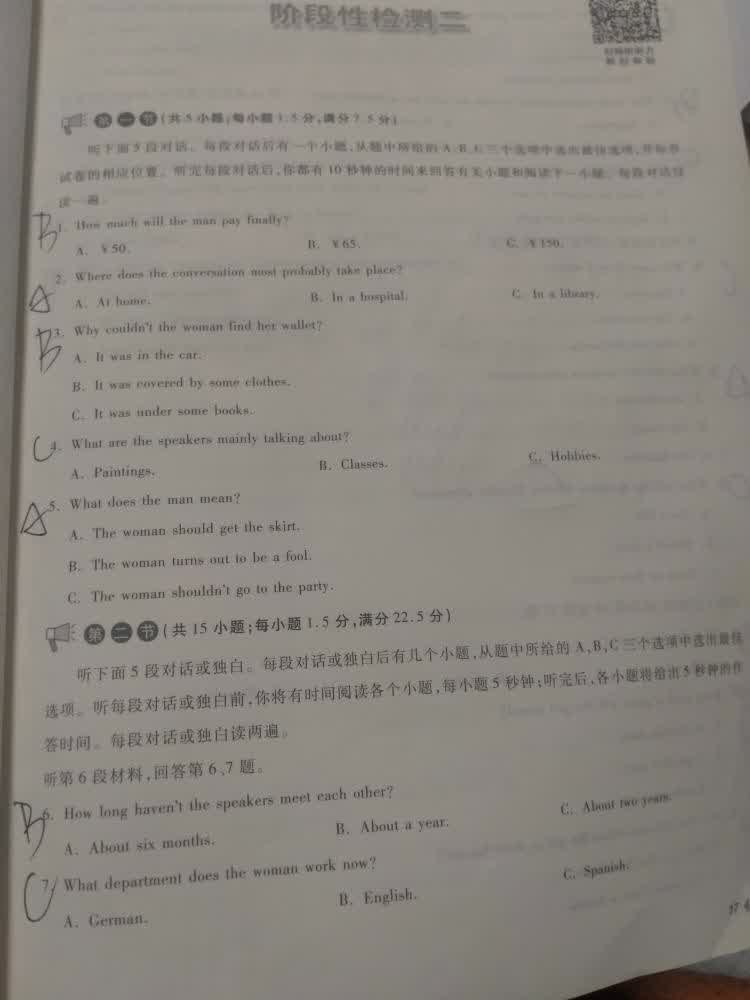 阶段性检测二
第一节(共5小题;每小题1.5分,满分7.5分)
听下面5段对话。每段对话后有一个小题,从题中所给的A、B、C三个选项中选出最佳选项,并标在
试卷的相应位置。听完每段对话后,你都有10秒钟的时间来回答有关小题和阅读下一小题。每段对话仅
读一遍。
B 1. How much will the man pay finally?
A. ¥50. B. ¥65. C. ¥150.
A 2. Where does the conversation most probably take place?
A. At home. B. In a hospital. C. In a library.
B 3. Why couldn't the woman find her wallet?
A. It was in the car.
B. It was covered by some clothes.
C. It was under some books.
C 4. What are the speakers mainly talking about?
A. Paintings. B. Classes. C. Hobbies.
A 5. What does the man mean?
A. The woman should get the skirt.
B. The woman turns out to be a fool.
C. The woman shouldn't go to the party.
第二节(共15小题;每小题1.5分,满分22.5分)
听下面5段对话或独白。每段对话或独白后有几个小题,从题中所给的A,B,C三个选项中选出最佳
选项。听每段对话或独白前,你将有时间阅读各个小题,每小题5秒钟;听完后,各小题将给出5秒钟的作
答时间。每段对话或独白读两遍。
听第6段材料,回答第6、7题。
B 6. How long haven't the speakers meet each other?
A. About six months. B. About a year. C. About two years.
C 7. What department does the woman work now?
A. German. B. English. C. Spanish.